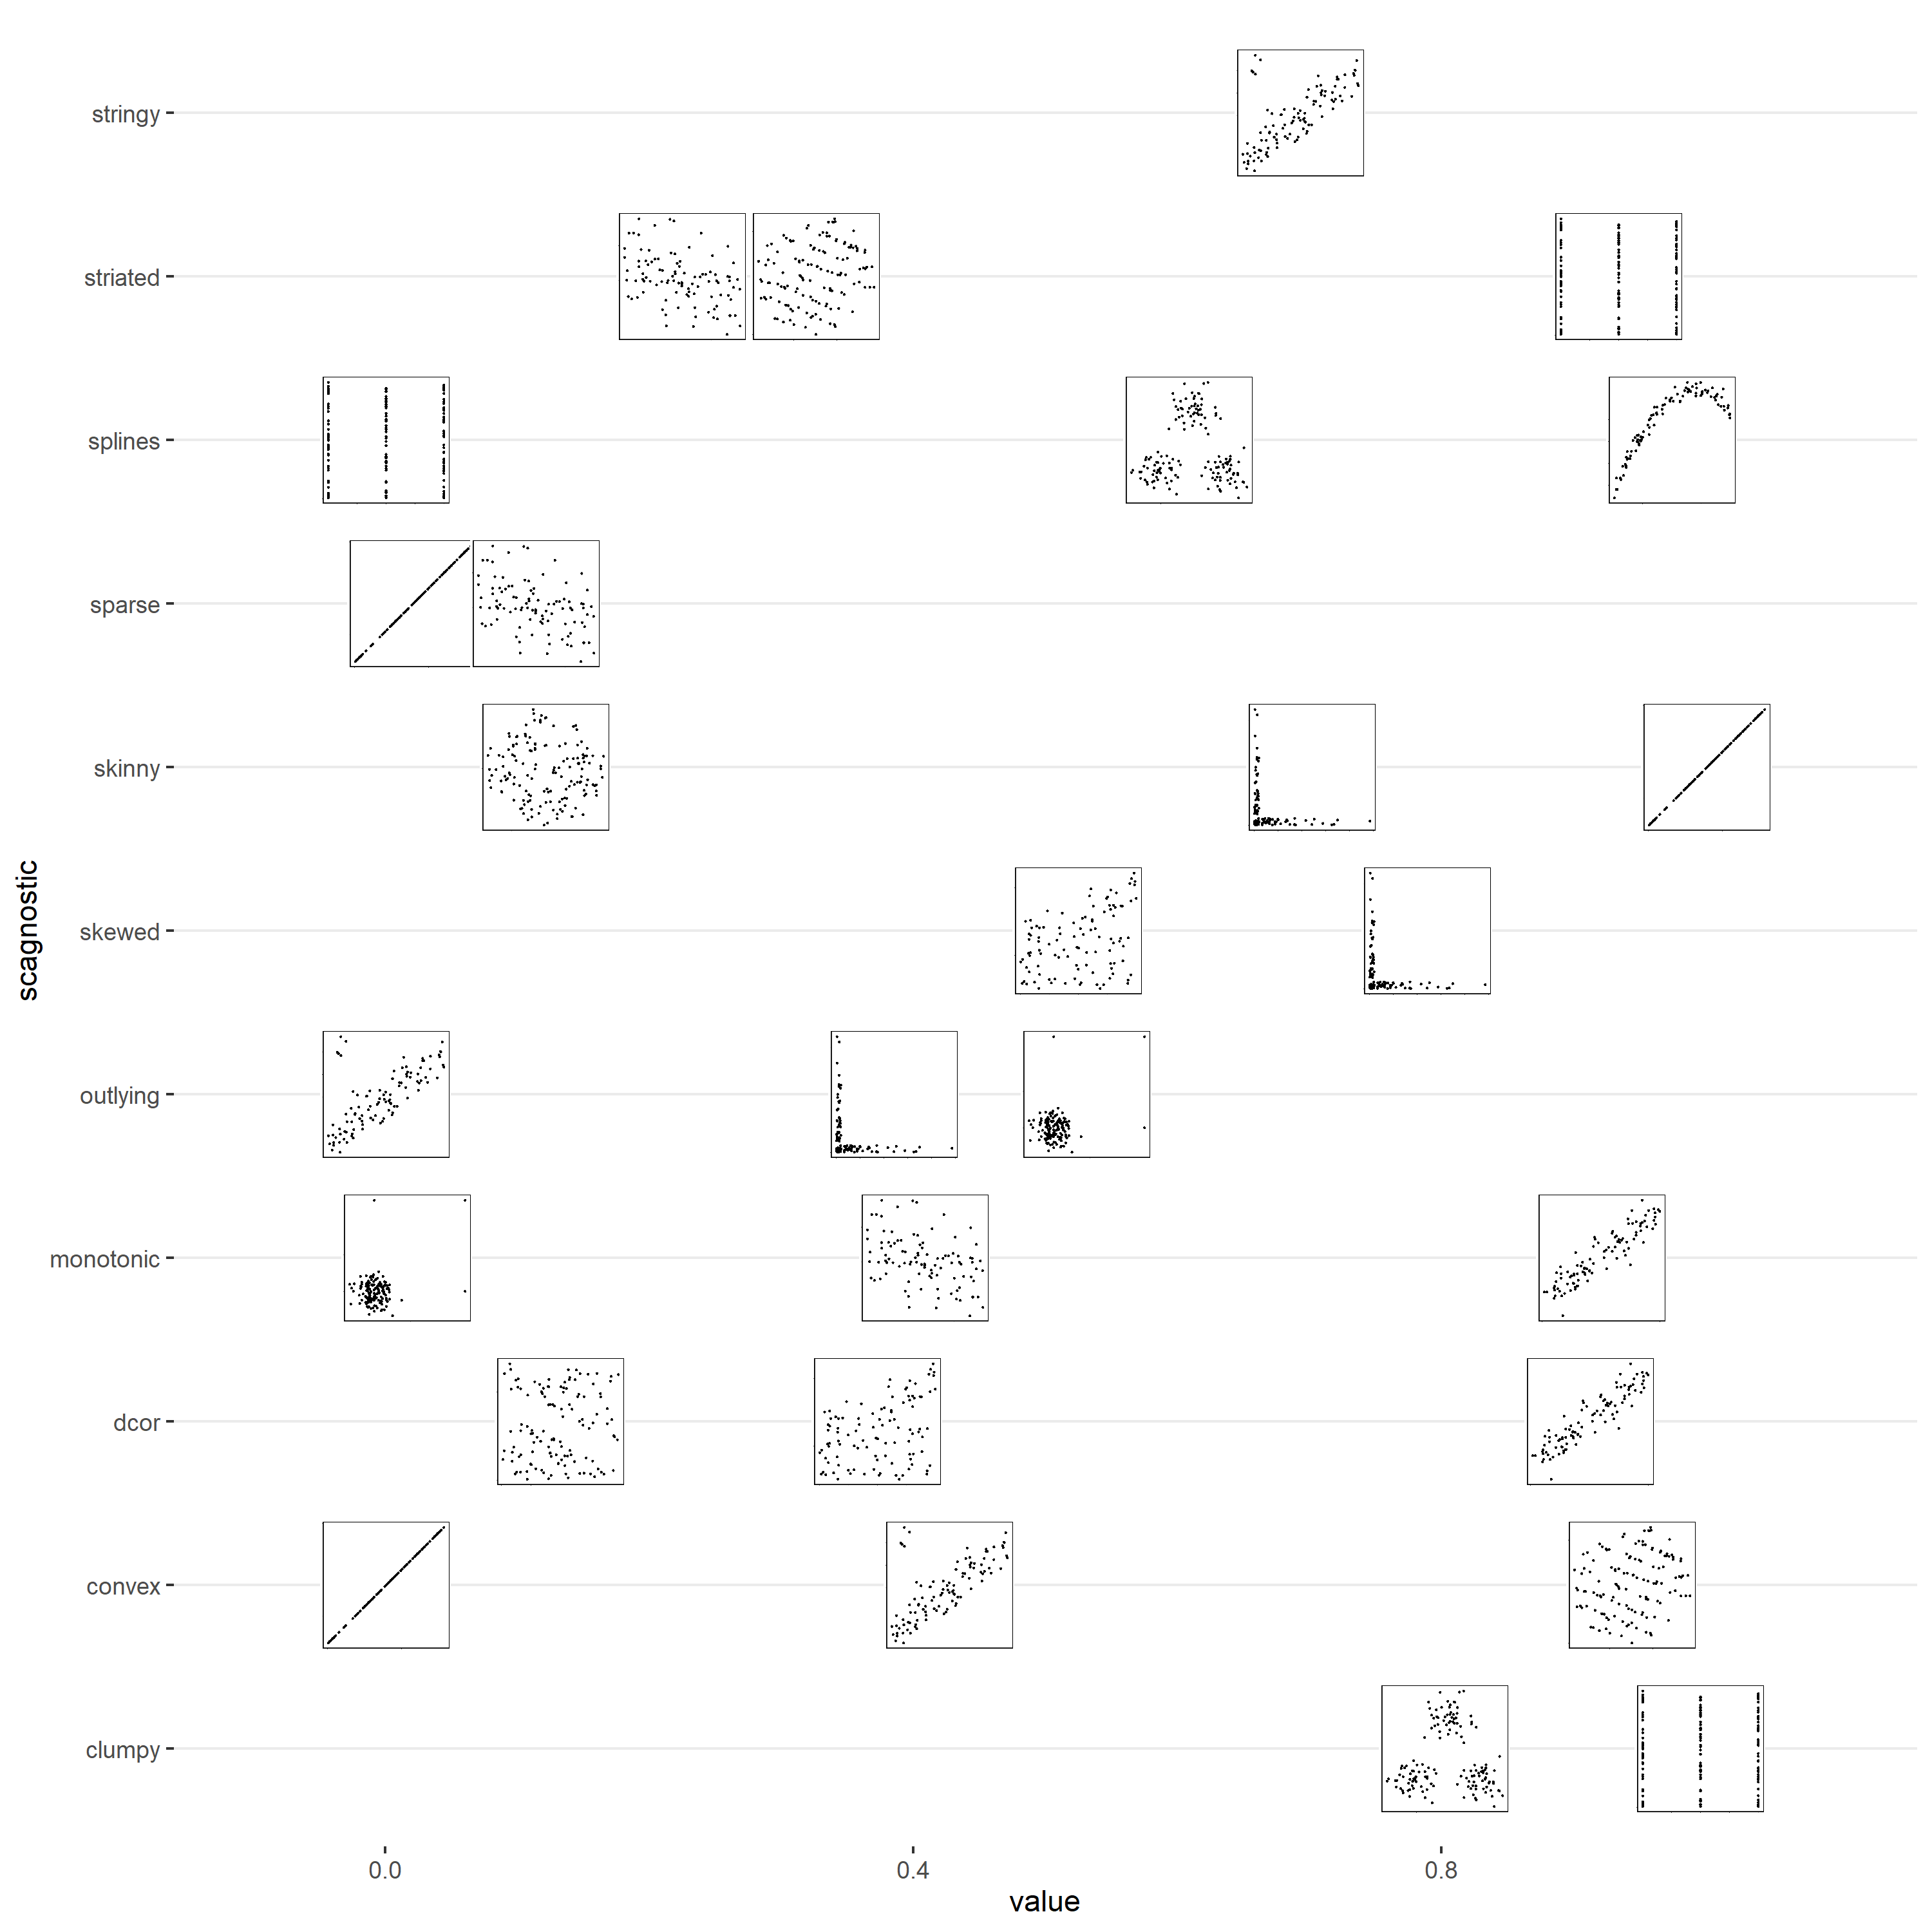 stringy
striated
splines
sparse
skinny
skewed
outlying
monotonic
dcor
convex
clumpy
scagnostic
0.0 0.4 0.8
value